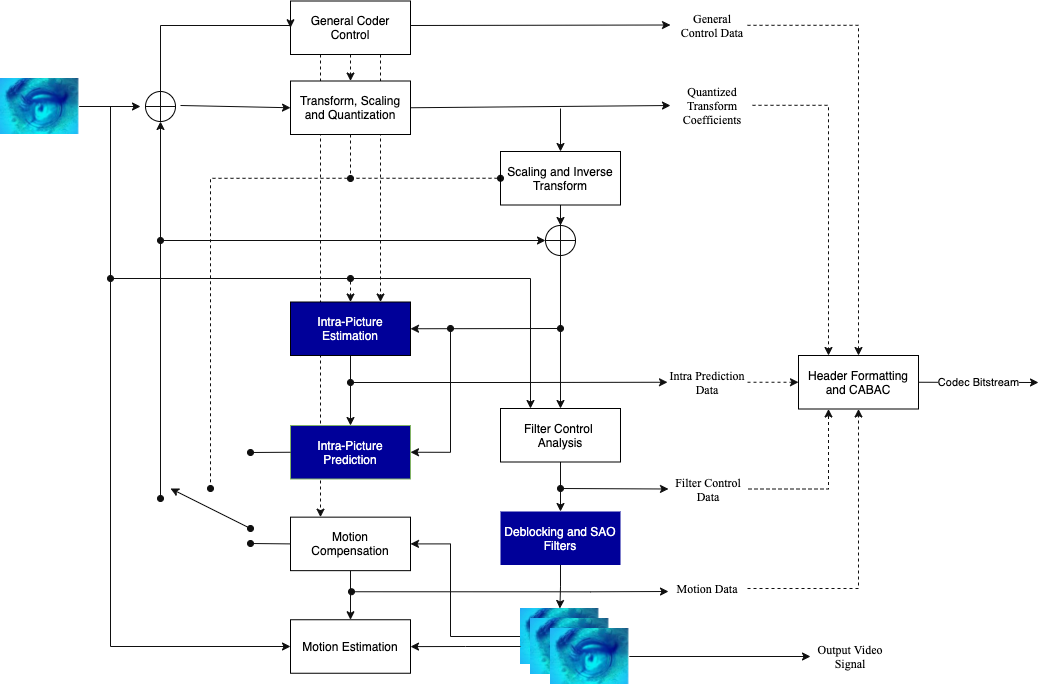 General Coder
Control
General
Control Data
Transform, Scaling
and Quantization
Quantized
Transform
Coefficients
Scaling and Inverse
Transform
Intra-Picture
Estimation
Intra Prediction
Data
Header Formatting
and CABAC
Codec Bitstream
Intra-Picture
Prediction
Filter Control
Analysis
Filter Control
Data
Motion
Compensation
Deblocking and SAO
Filters
Motion Data
Motion Estimation
Output Video
Signal